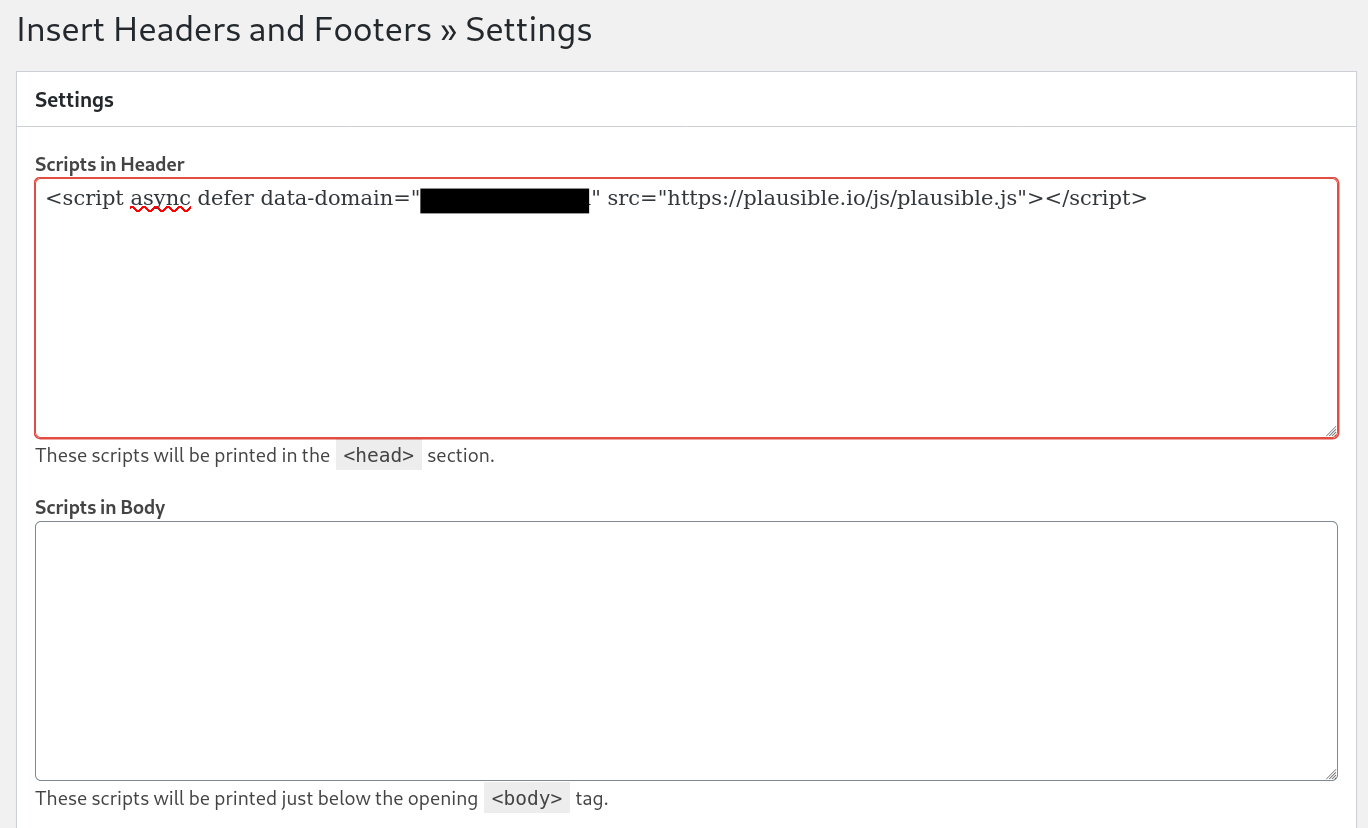 Insert Headers and Footers » Settings
Settings
Scripts in Header
<script async defer data-domain="" src="https://plausible.io/js/plausible.js"></script>
These scripts will be printed in the <head> section.
Scripts in Body
These scripts will be printed just below the opening <body> tag.